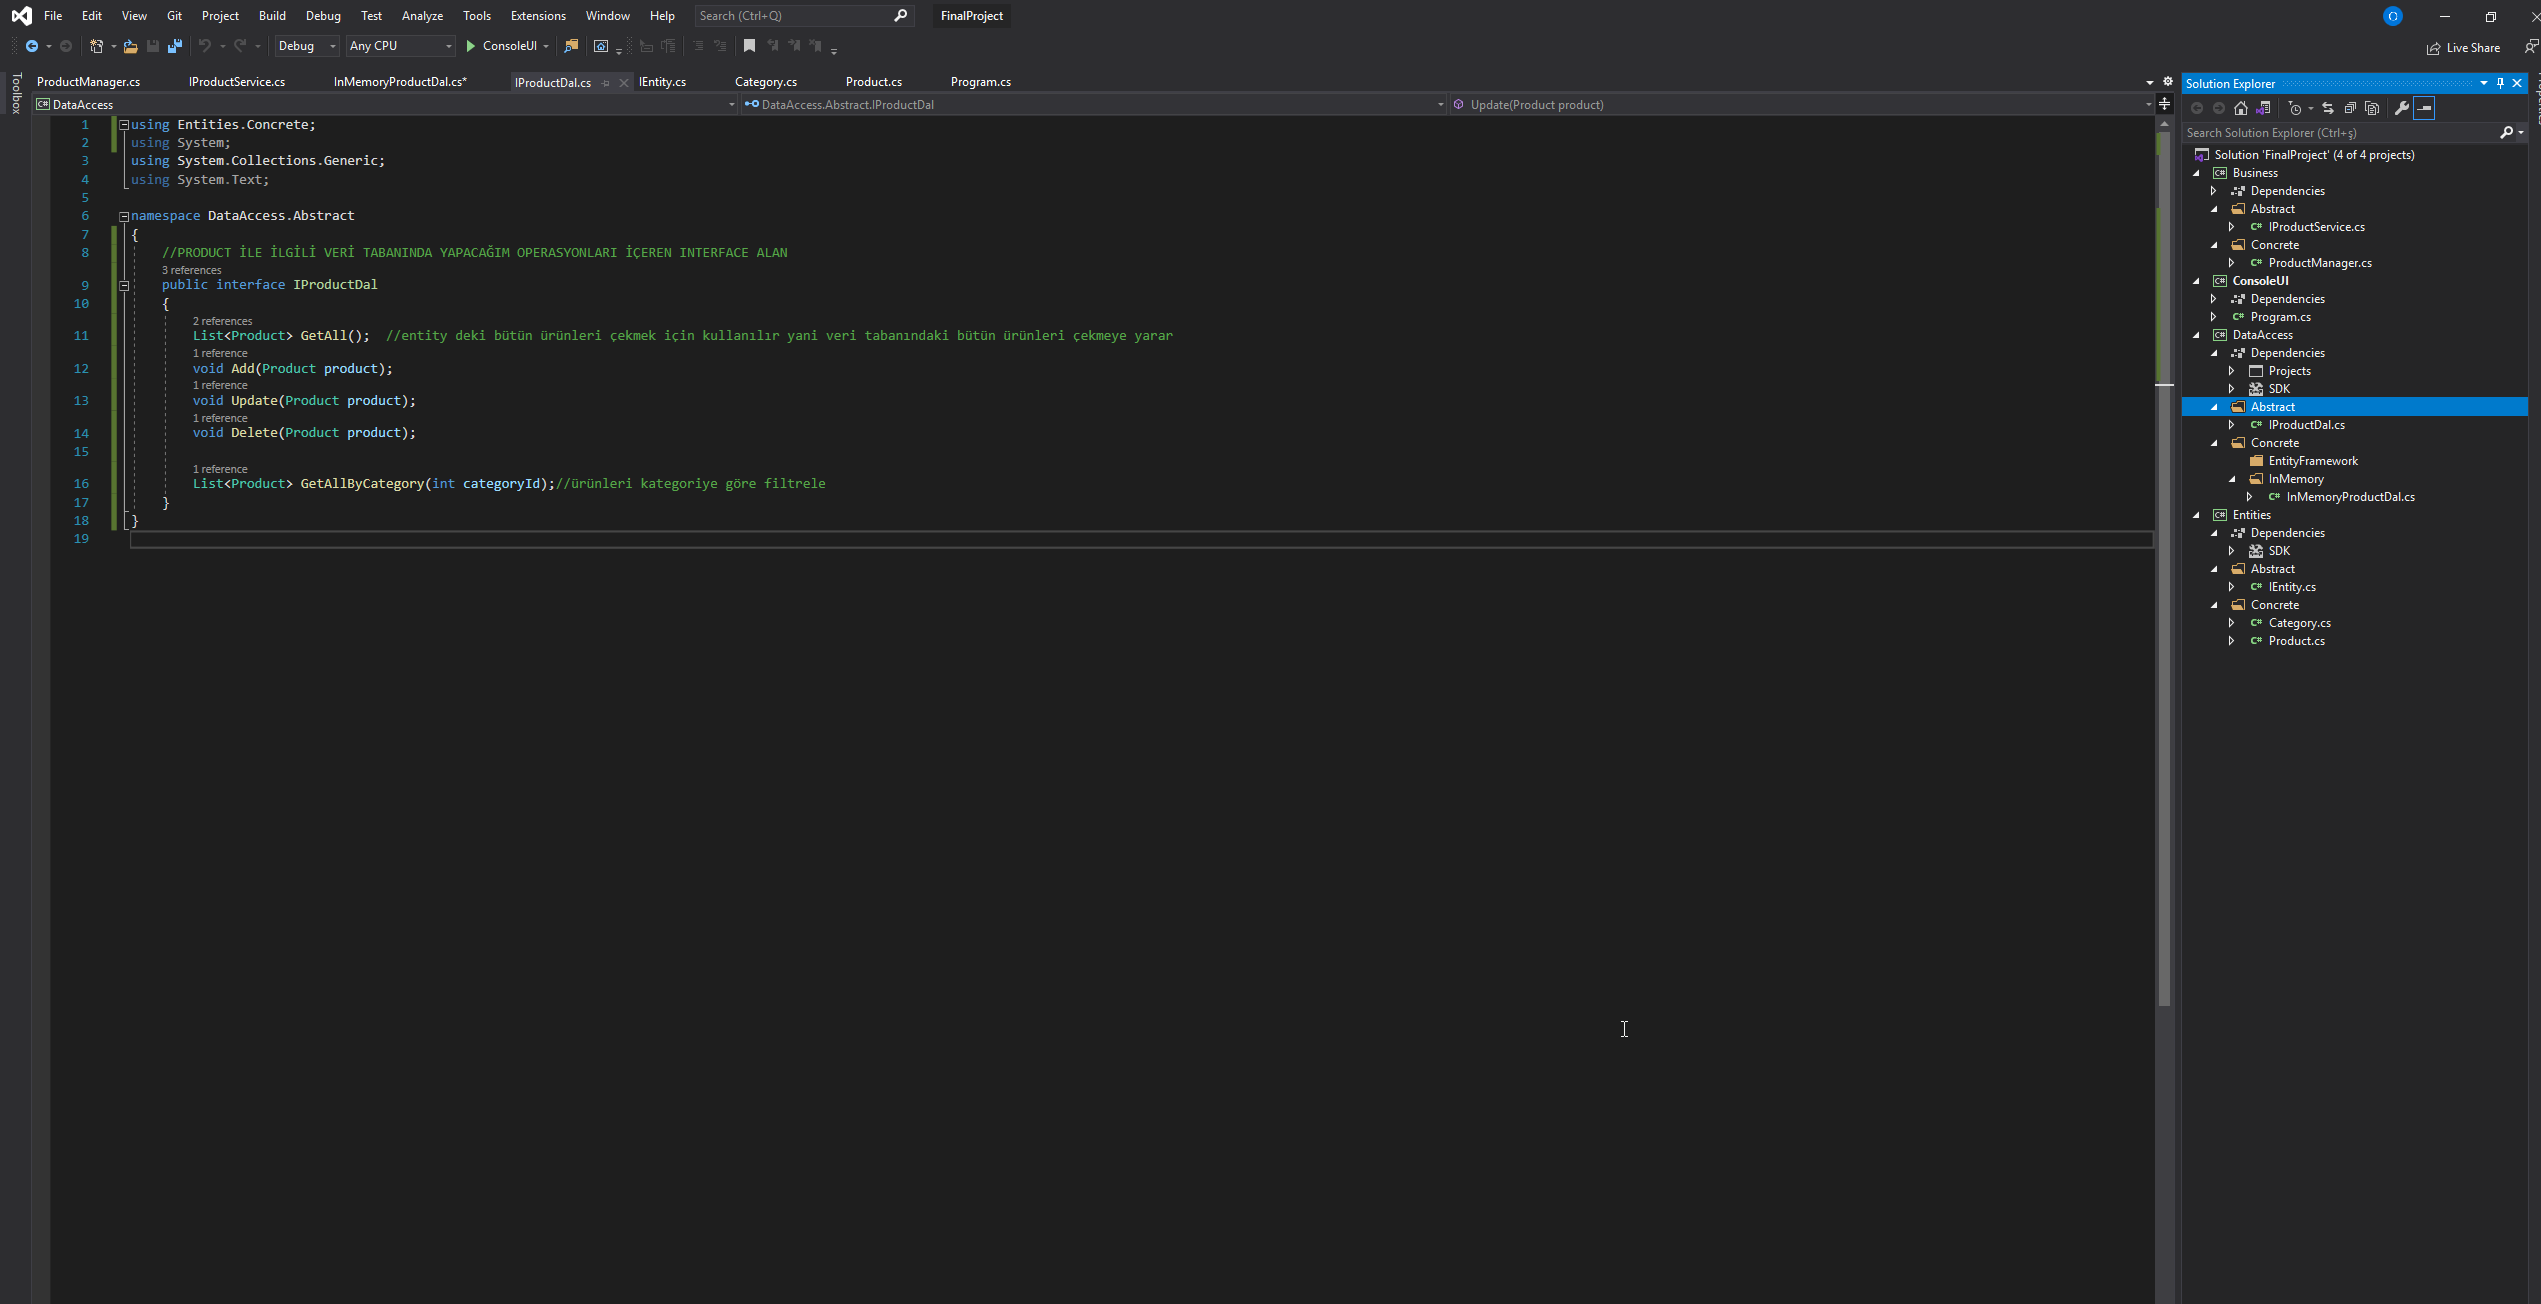 File Edit View Git Project Build Debug Test Analyze Tools Extensions Window Help Search (Ctrl+Q) FinalProject
Debug Any CPU ConsoleUI Live Share
Toolbox
ProductManager.cs IProductService.cs InMemoryProductDal.cs* IProductDal.cs IEntity.cs Category.cs Product.cs Program.cs
DataAccess DataAccess.Abstract.IProductDal Update(Product product)
1 using Entities.Concrete;
2 using System;
3 using System.Collections.Generic;
4 using System.Text;
5
6 namespace DataAccess.Abstract
7 {
8 //PRODUCT İLE İLGİLİ VERİ TABANINDA YAPACAĞIM OPERASYONLARI İÇEREN INTERFACE ALAN
3 references
9 public interface IProductDal
10 {
2 references
11 List<Product> GetAll(); //entity deki bütün ürünleri çekmek için kullanılır yani veri tabanındaki bütün ürünleri çekmeye yarar
1 reference
12 void Add(Product product);
1 reference
13 void Update(Product product);
1 reference
14 void Delete(Product product);
15
1 reference
16 List<Product> GetAllByCategory(int categoryId);//ürünleri kategoriye göre filtrele
17 }
18 }
19
Solution Explorer
Search Solution Explorer (Ctrl+ş)
Solution 'FinalProject' (4 of 4 projects)
C# Business
Dependencies
Abstract
C# IProductService.cs
Concrete
C# ProductManager.cs
C# ConsoleUI
Dependencies
C# Program.cs
C# DataAccess
Dependencies
Projects
SDK
Abstract
C# IProductDal.cs
Concrete
EntityFramework
InMemory
C# InMemoryProductDal.cs
C# Entities
Dependencies
SDK
Abstract
C# IEntity.cs
Concrete
C# Category.cs
C# Product.cs